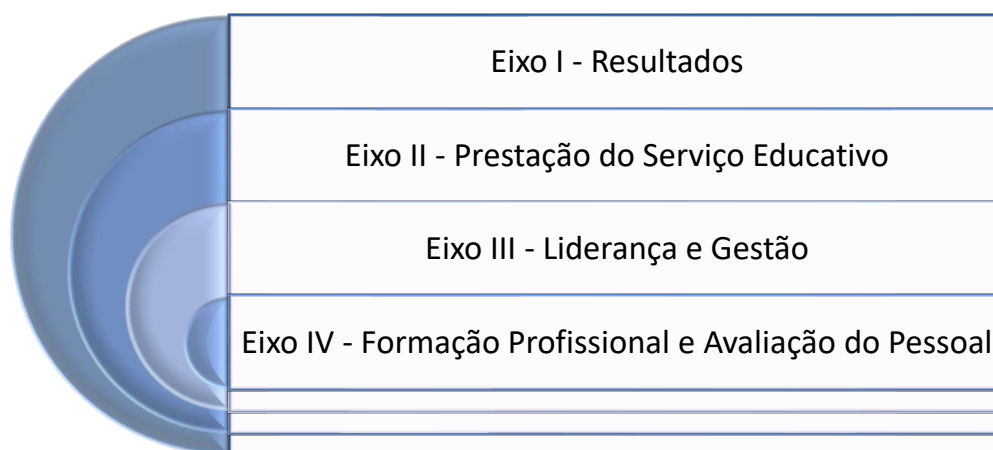 Eixo I - Resultados
Eixo II - Prestação do Serviço Educativo
Eixo III - Liderança e Gestão
Eixo IV - Formação Profissional e Avaliação do Pessoal